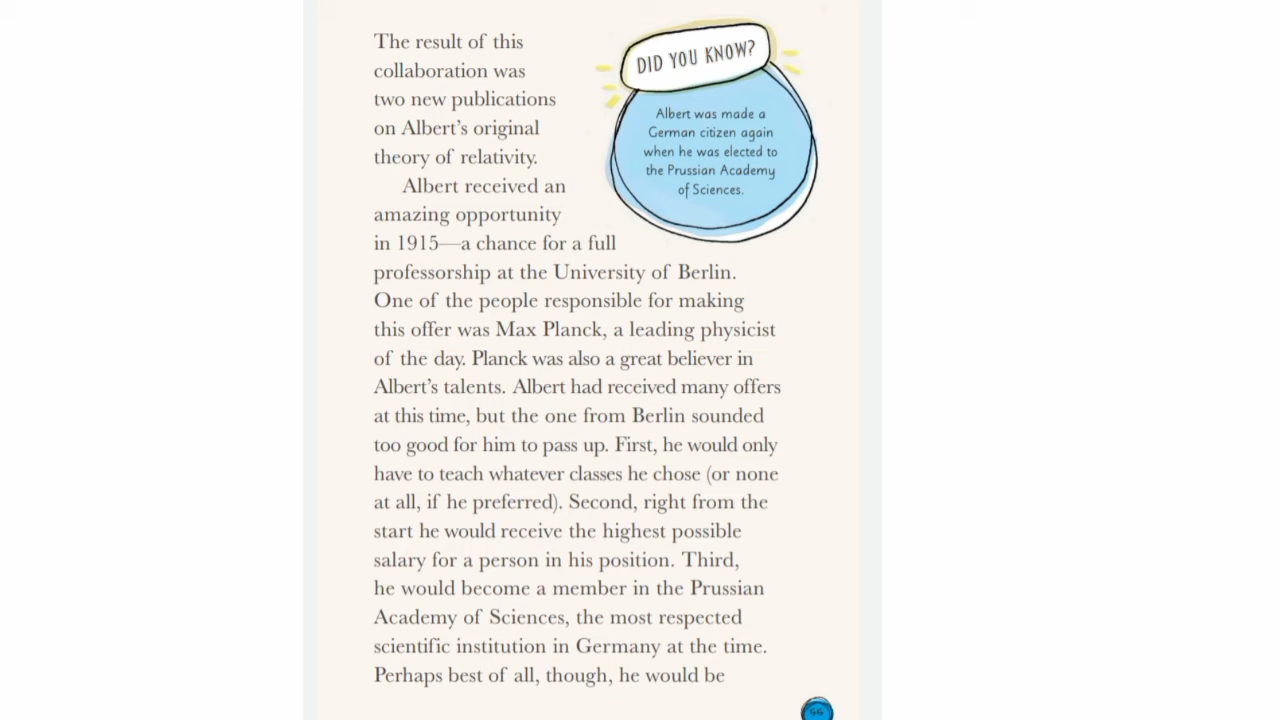 The result of this
collaboration was
two new publications
on Albert's original
theory of relativity.
DID YOU KNOW?
Albert was made a
German citizen again
when he was elected to
the Prussian Academy
of Sciences.
Albert received an
amazing opportunity
in 1915—a chance for a full
professorship at the University of Berlin.
One of the people responsible for making
this offer was Max Planck, a leading physicist
of the day. Planck was also a great believer in
Albert's talents. Albert had received many offers
at this time, but the one from Berlin sounded
too good for him to pass up. First, he would only
have to teach whatever classes he chose (or none
at all, if he preferred). Second, right from the
start he would receive the highest possible
salary for a person in his position. Third,
he would become a member in the Prussian
Academy of Sciences, the most respected
scientific institution in Germany at the time.
Perhaps best of all, though, he would be